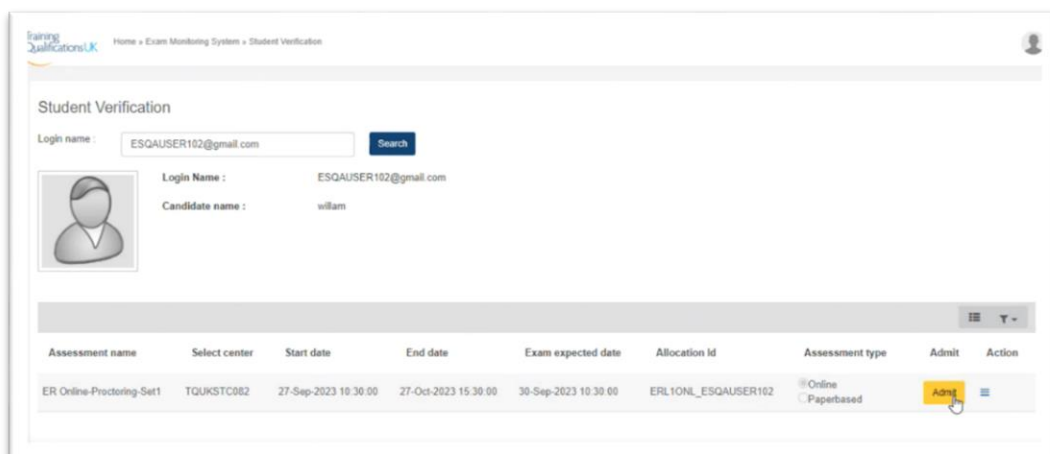 Training
Qualifications UK
Home » Exam Monitoring System » Student Verification
Student Verification
Login name :
ESQAUSER102@gmail.com
Search
Login Name : ESQAUSER102@gmail.com
Candidate name : willam
Assessment name Select center Start date End date Exam expected date Allocation Id Assessment type Admit Action
ER Online-Proctoring-Set1 TQUKSTC082 27-Sep-2023 10:30:00 27-Oct-2023 15:30:00 30-Sep-2023 10:30:00 ERL1ONL_ESQAUSER102 Online
Paperbased
Admit